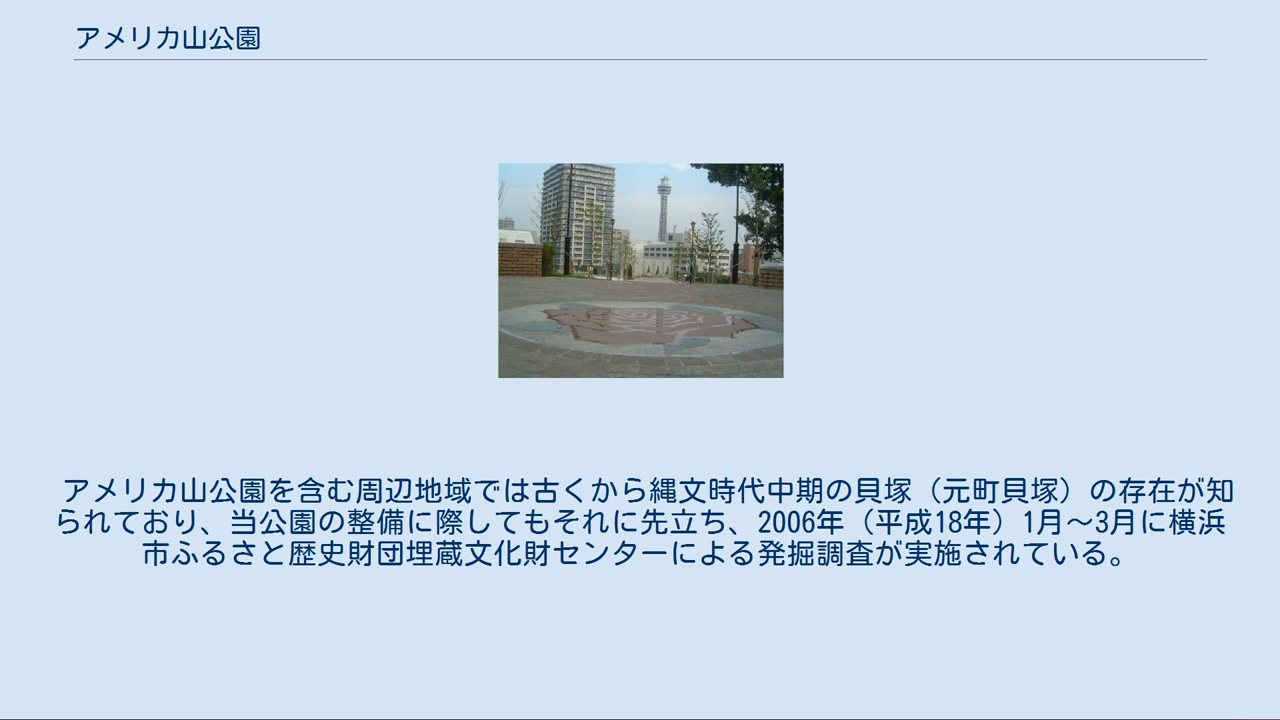 アメリカ山公園
アメリカ山公園を含む周辺地域では古くから縄文時代中期の貝塚（元町貝塚）の存在が知
られており、当公園の整備に際してもそれに先立ち、2006年（平成18年）1月～3月に横浜
市ふるさと歴史財団埋蔵文化財センターによる発掘調査が実施されている。